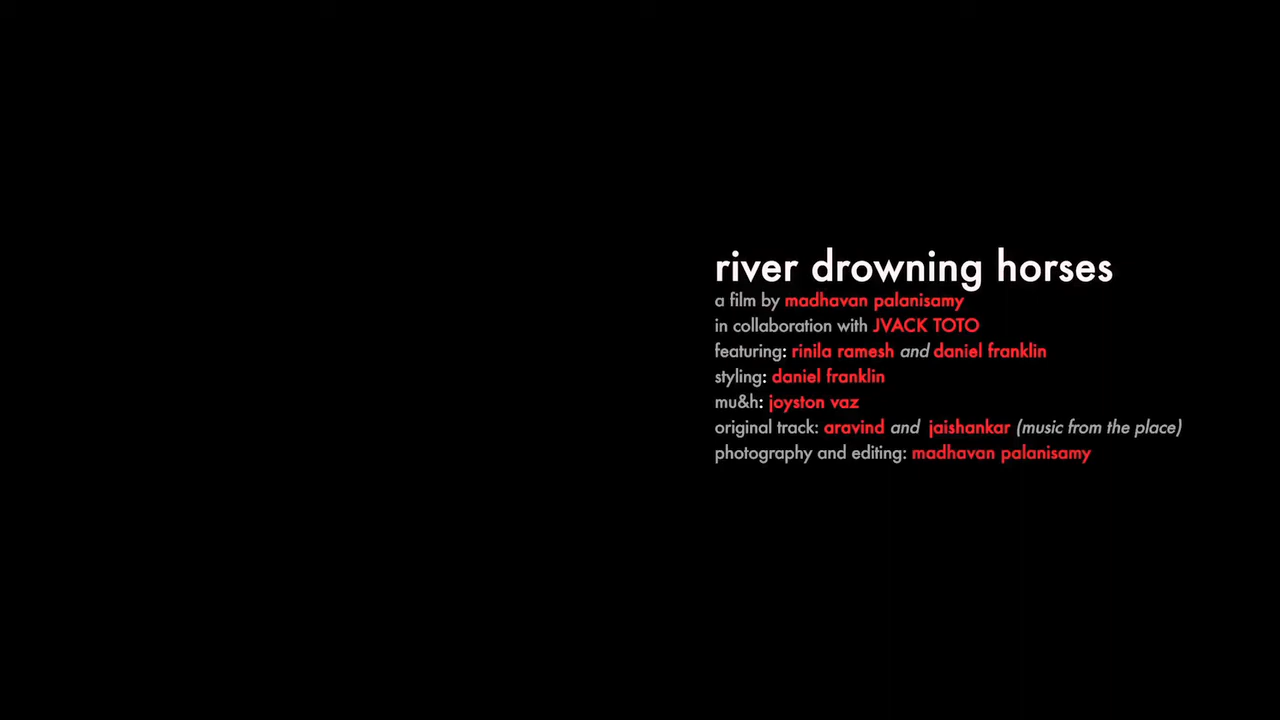 river drowning horses
a film by madhavan palanisamy
in collaboration with JVACK TOTO
featuring: rinila ramesh and daniel franklin
styling: daniel franklin
mu&h: joyston vaz
original track: aravind and jaishankar (music from the place)
photography and editing: madhavan palanisamy